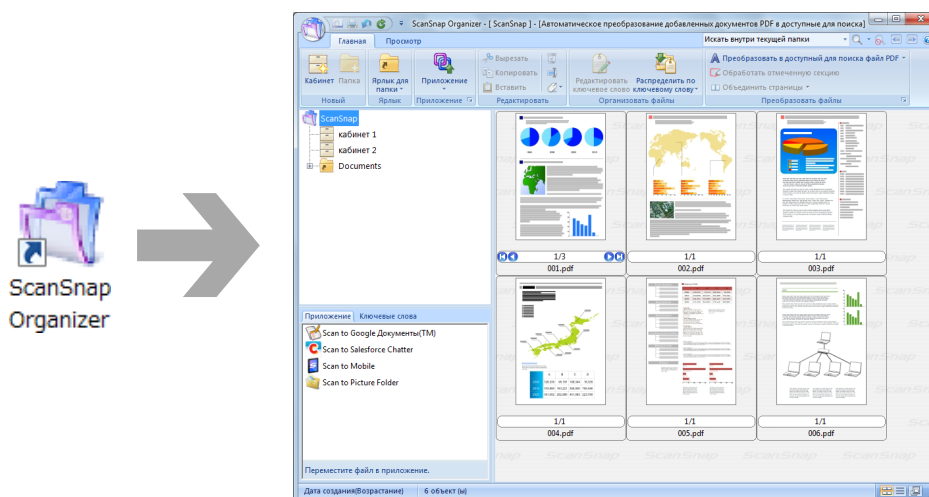 ScanSnap
Organizer
ScanSnap Organizer - [ ScanSnap ] - [Автоматическое преобразование добавленных документов PDF в доступные для поиска]
Главная Просмотр
Искать внутри текущей папки
Кабинет Папка
Новый
Ярлык для папки
Ярлык
Приложение
Приложение
Вырезать
Копировать
Вставить
Редактировать
Редактировать ключевое слово
Распределить по ключевому слову
Организовать файлы
Преобразовать в доступный для поиска файл PDF
Обработать отмеченную секцию
Объединить страницы
Преобразовать файлы
ScanSnap
кабинет 1
кабинет 2
Documents
Приложение Ключевые слова
Scan to Google Документы(TM)
Scan to Salesforce Chatter
Scan to Mobile
Scan to Picture Folder
Переместите файл в приложение.
1/3
001.pdf
1/1
002.pdf
1/1
003.pdf
1/1
004.pdf
1/1
005.pdf
1/1
006.pdf
ScanSnap ScanSnap ScanSnap
Дата создания(Возрастание) 6 объект (ы)